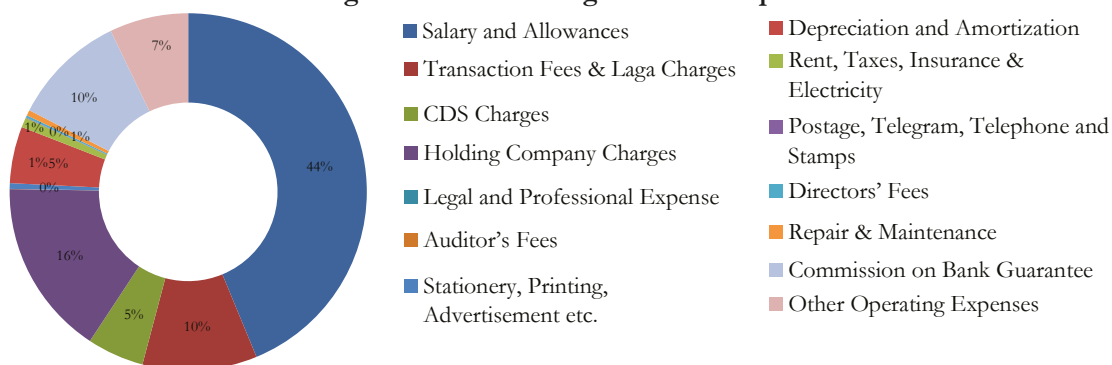 7%
10%
1%
0%
1%
1%
5%
0%
16%
5%
10%
44%
Salary and Allowances
Transaction Fees & Laga Charges
CDS Charges
Holding Company Charges
Legal and Professional Expense
Auditor's Fees
Stationery, Printing,
Advertisement etc.
Depreciation and Amortization
Rent, Taxes, Insurance &
Electricity
Postage, Telegram, Telephone and
Stamps
Directors' Fees
Repair & Maintenance
Commission on Bank Guarantee
Other Operating Expenses